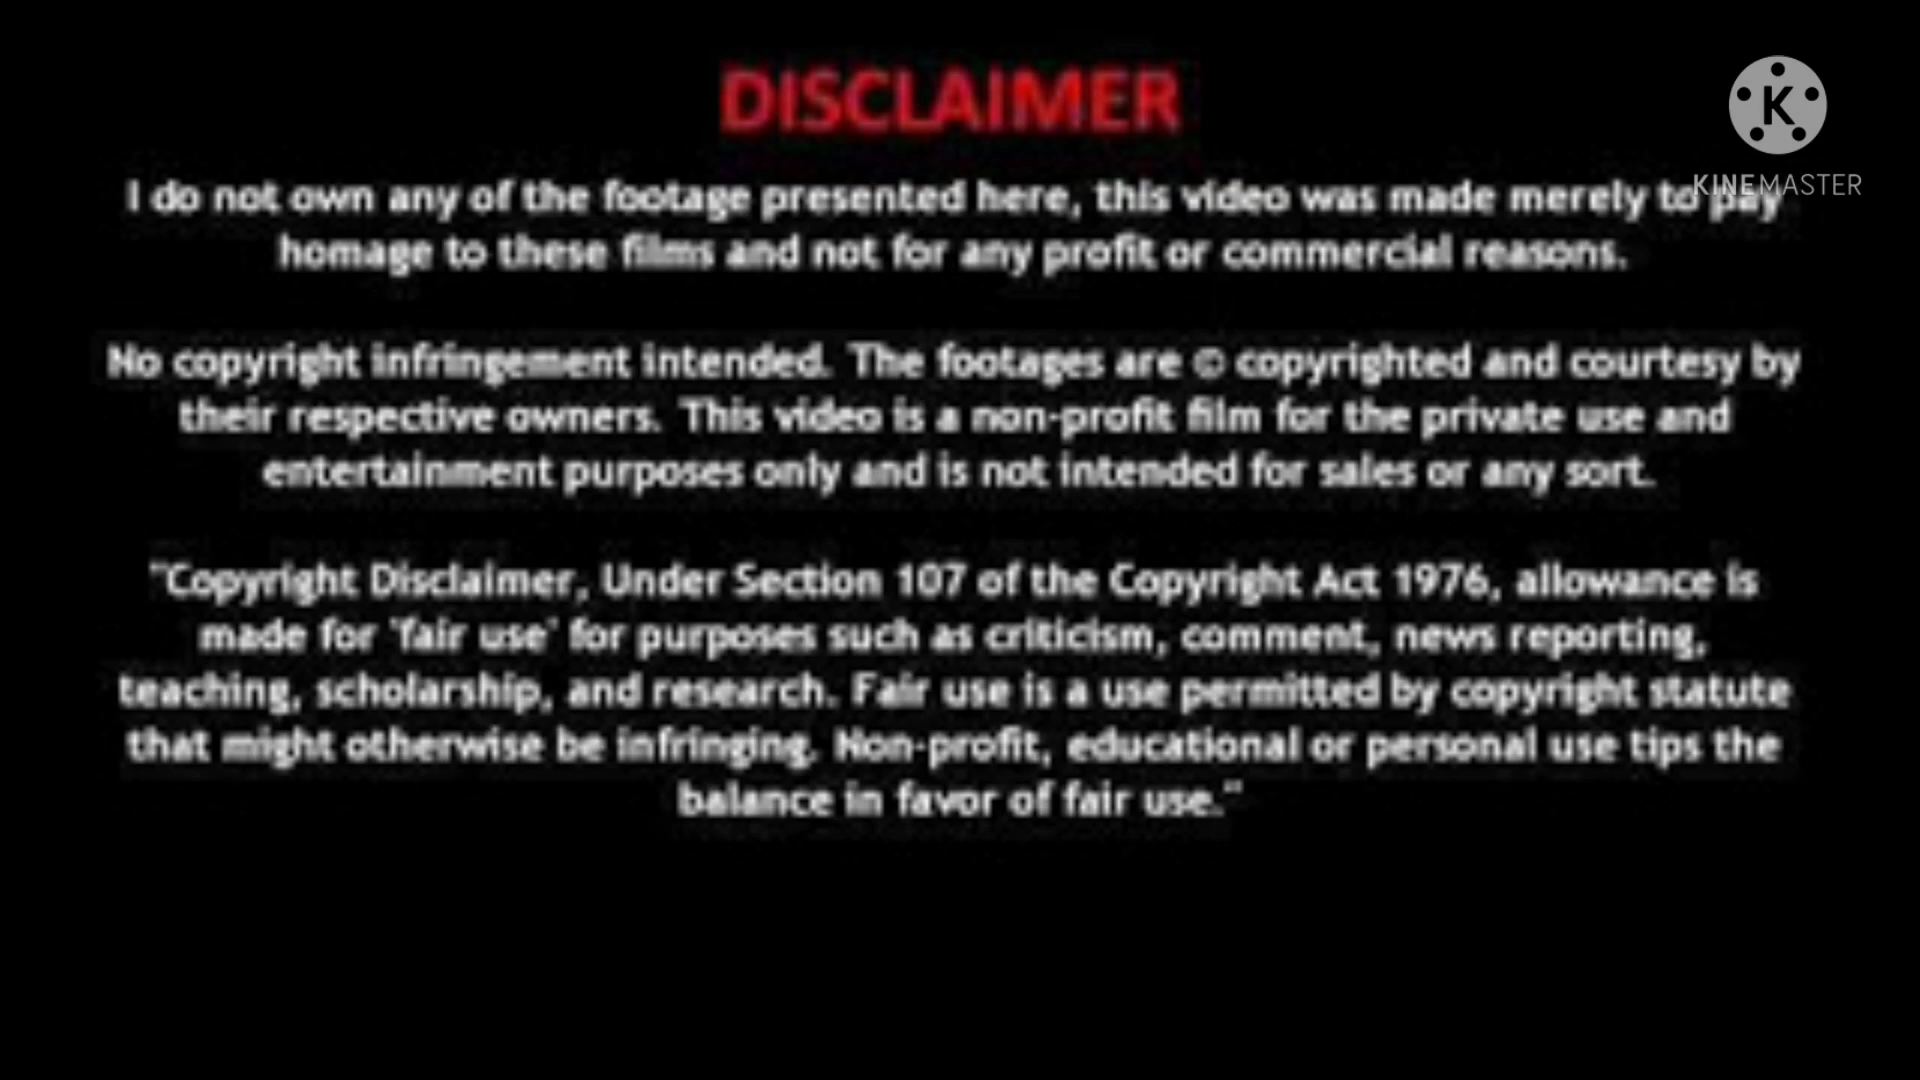 DISCLAIMER
K
KINEMASTER
I do not own any of the footage presented here, this video was made merely to pay
homage to these films and not for any profit or commercial reasons.
No copyright infringement intended. The footages are © copyrighted and courtesy by
their respective owners. This video is a non-profit film for the private use and
entertainment purposes only and is not intended for sales or any sort.
"Copyright Disclaimer, Under Section 107 of the Copyright Act 1976, allowance is
made for 'fair use' for purposes such as criticism, comment, news reporting,
teaching, scholarship, and research. Fair use is a use permitted by copyright statute
that might otherwise be infringing. Non-profit, educational or personal use tips the
balance in favor of fair use."